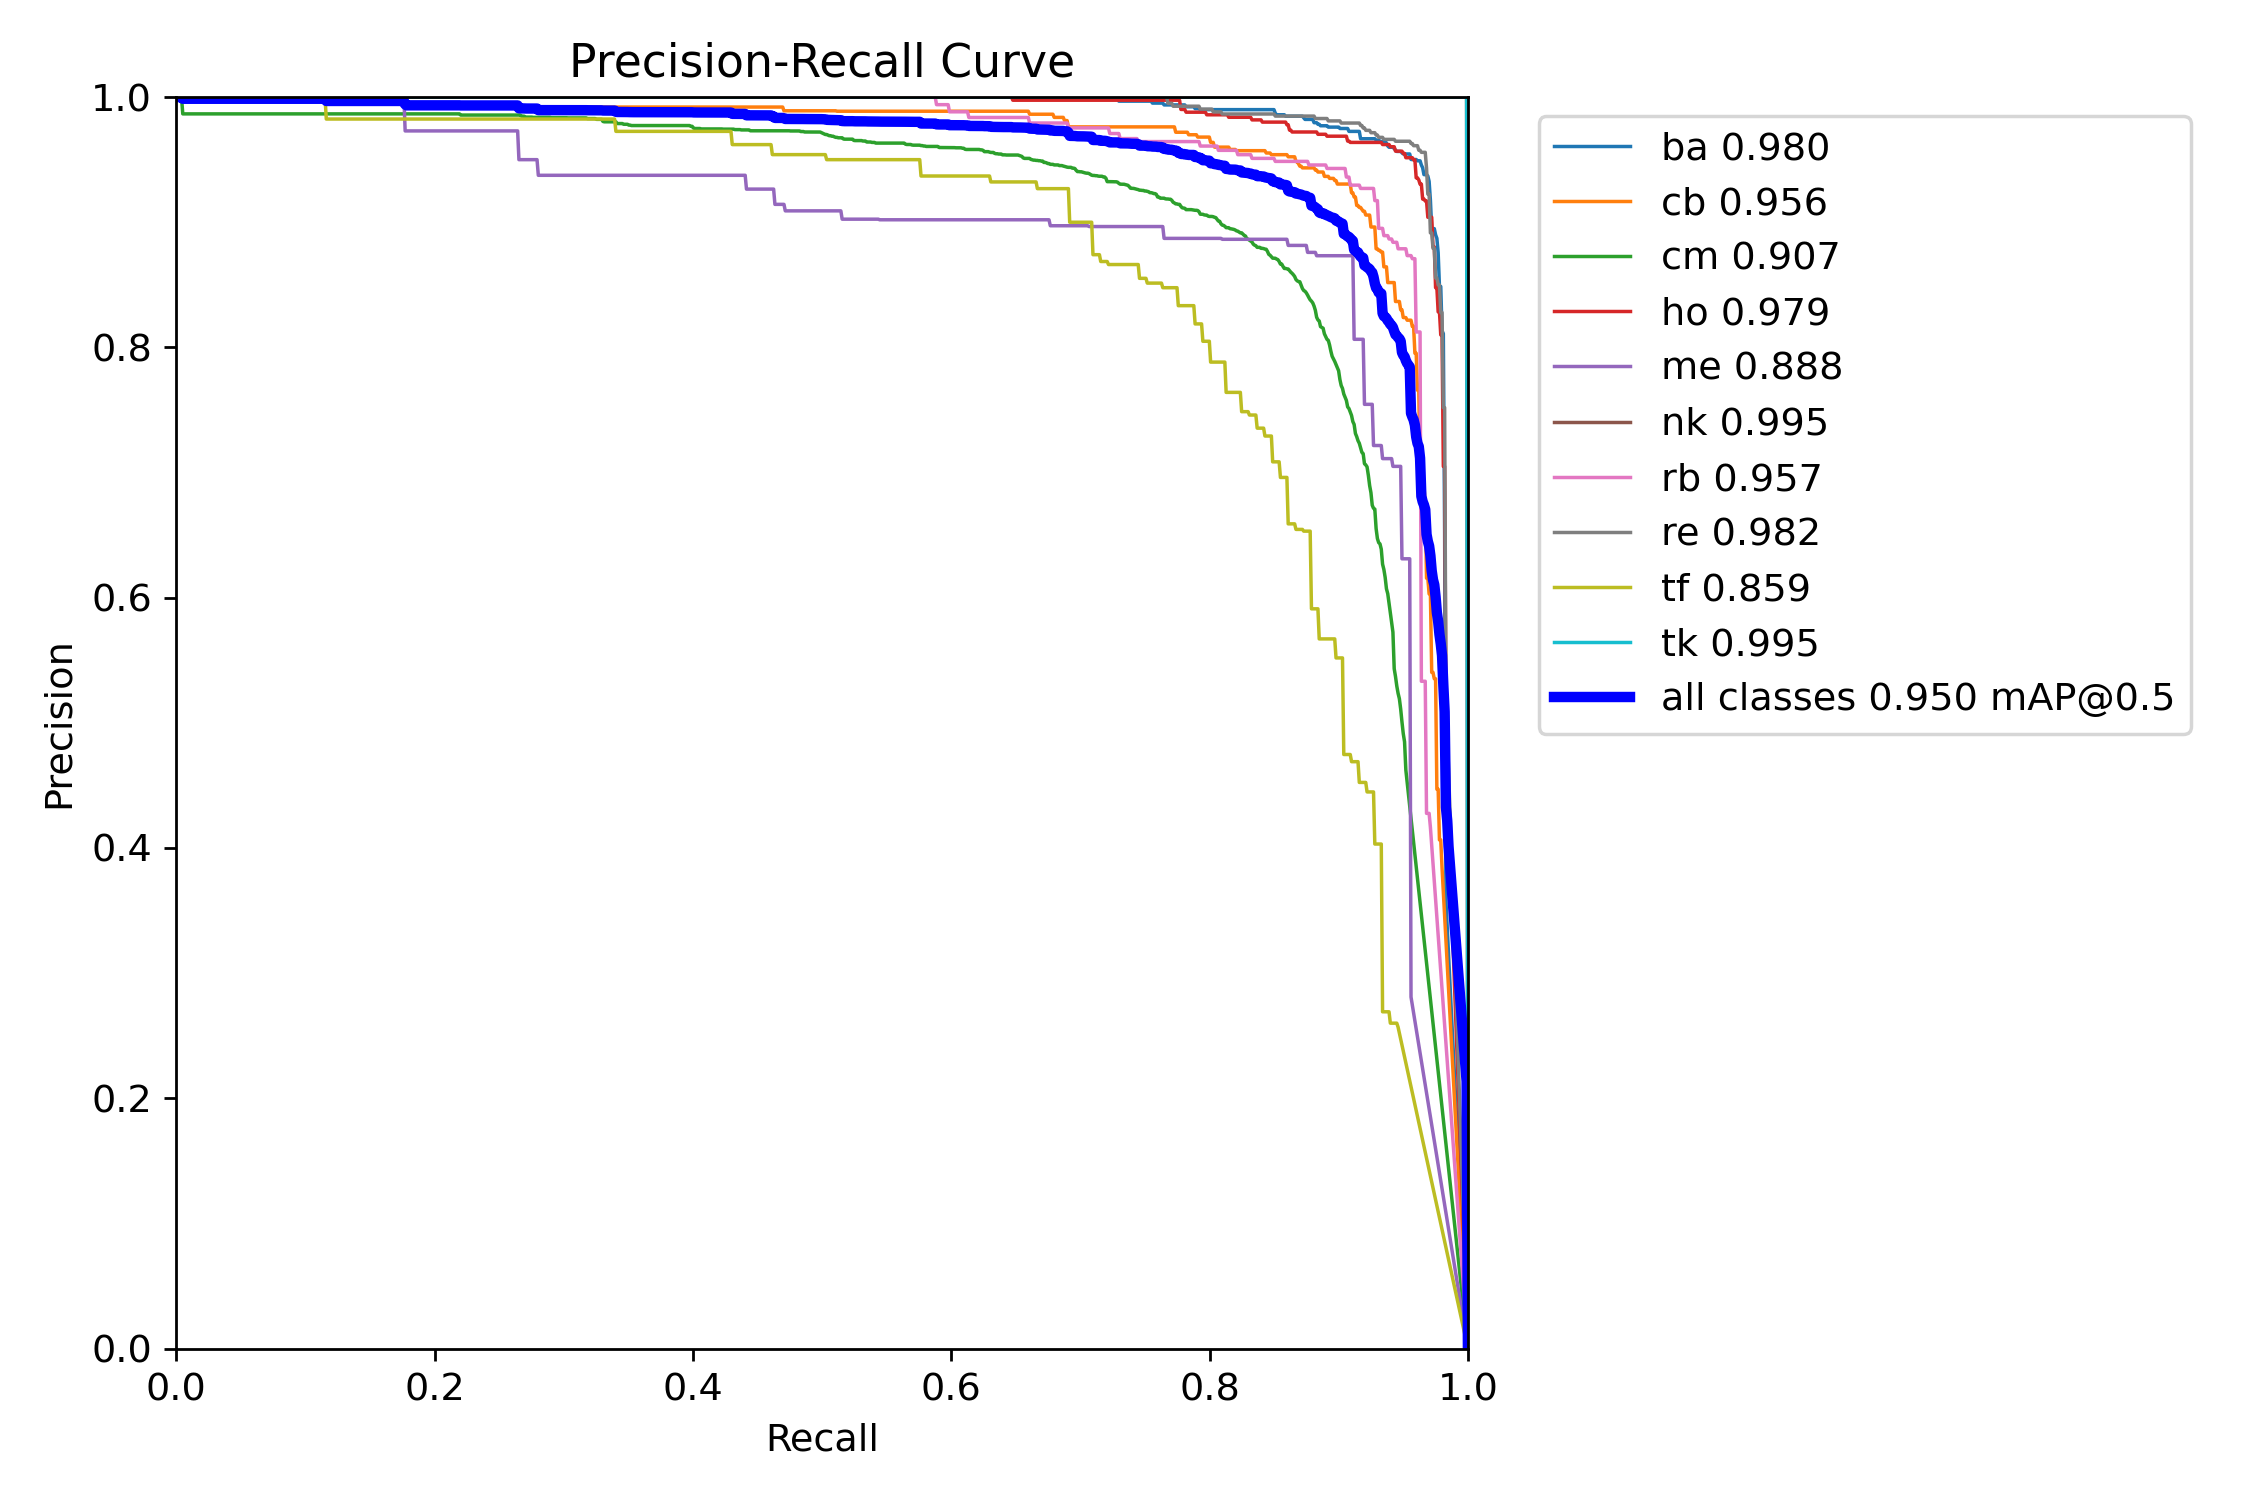 Precision-Recall Curve
1.0
0.8
0.6
0.4
0.2
0.0
Precision
0.0 0.2 0.4 0.6 0.8 1.0
Recall
ba 0.980
cb 0.956
cm 0.907
ho 0.979
me 0.888
nk 0.995
rb 0.957
re 0.982
tf 0.859
tk 0.995
all classes 0.950 mAP@0.5